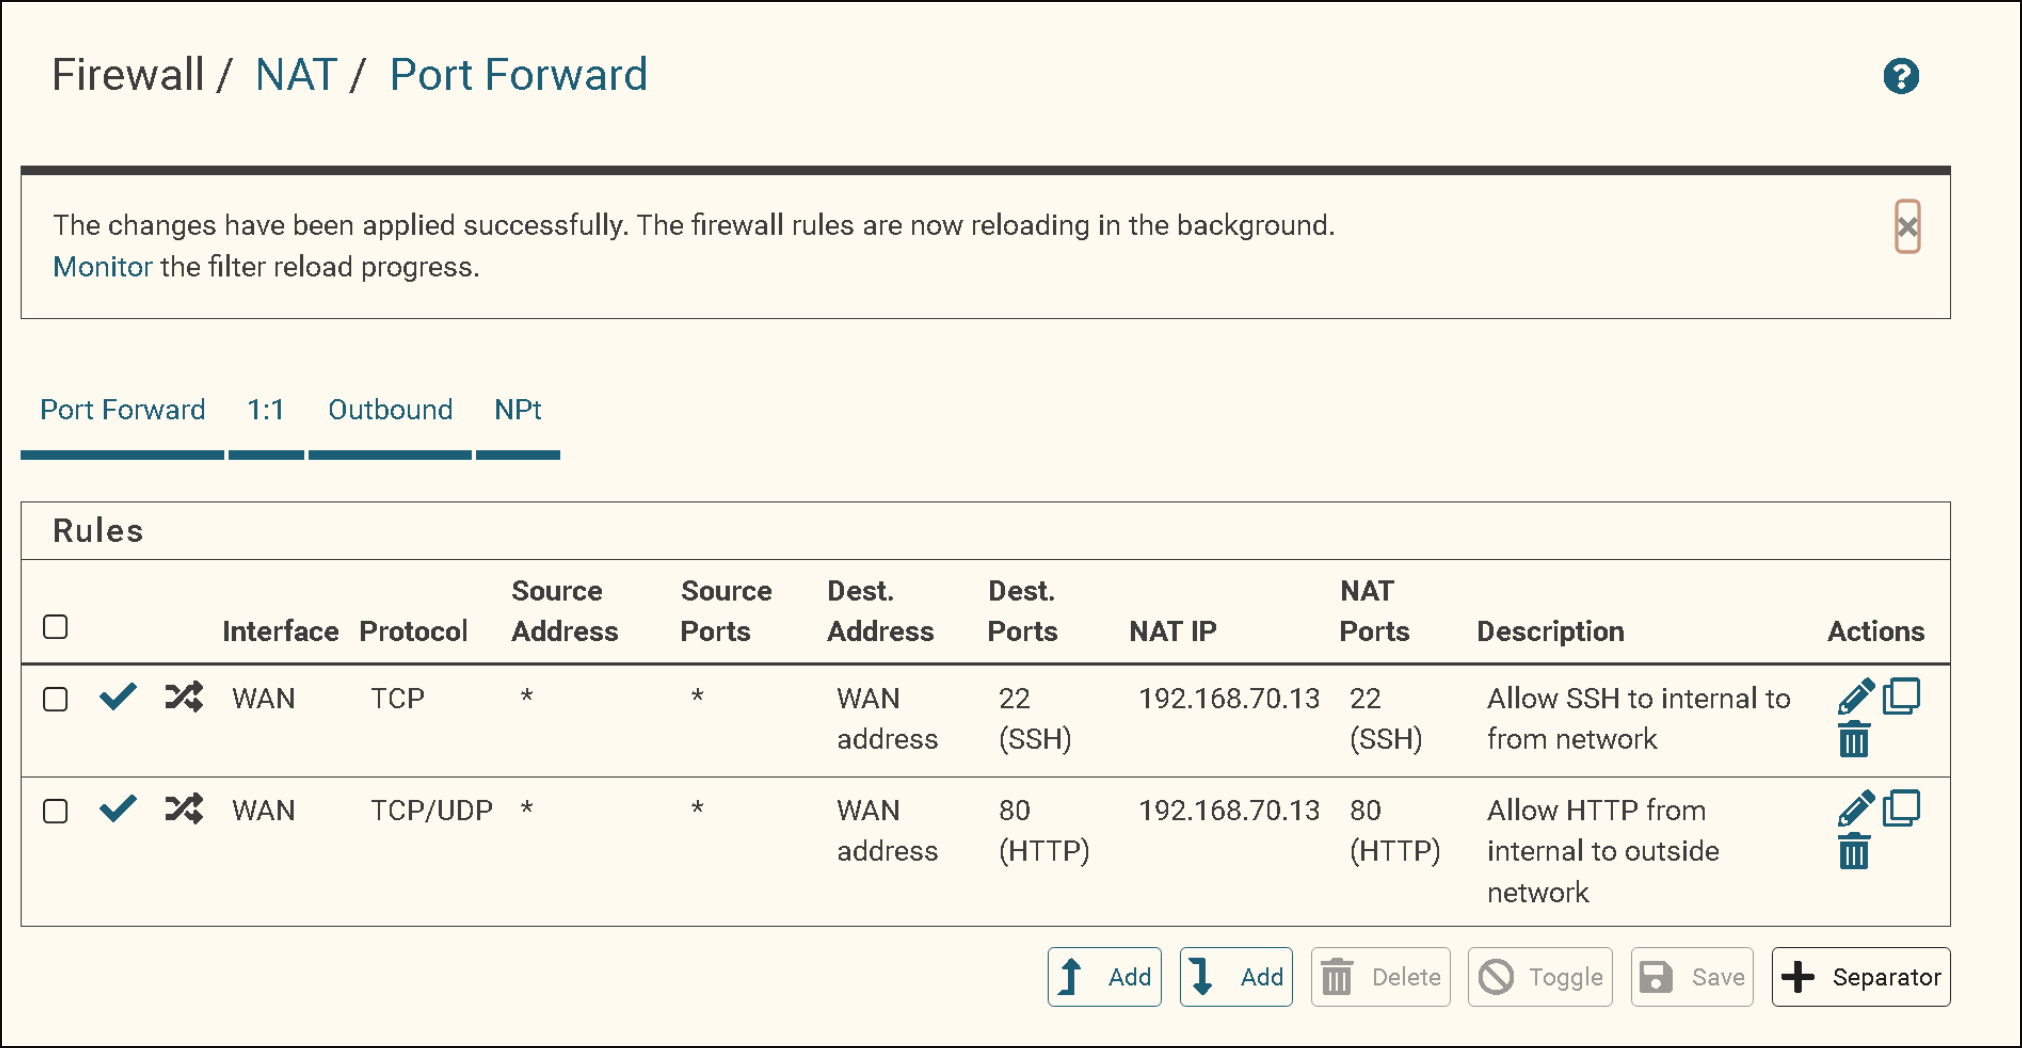 Firewall / NAT / Port Forward
The changes have been applied successfully. The firewall rules are now reloading in the background.
Monitor the filter reload progress.
Port Forward 1:1 Outbound NPt
Rules
Interface Protocol Source Address Source Ports Dest. Address Dest. Ports NAT IP NAT Ports Description Actions
WAN TCP * * WAN address 22 (SSH) 192.168.70.13 22 (SSH) Allow SSH to internal to from network
WAN TCP/UDP * * WAN address 80 (HTTP) 192.168.70.13 80 (HTTP) Allow HTTP from internal to outside network
Add Add Delete Toggle Save Separator